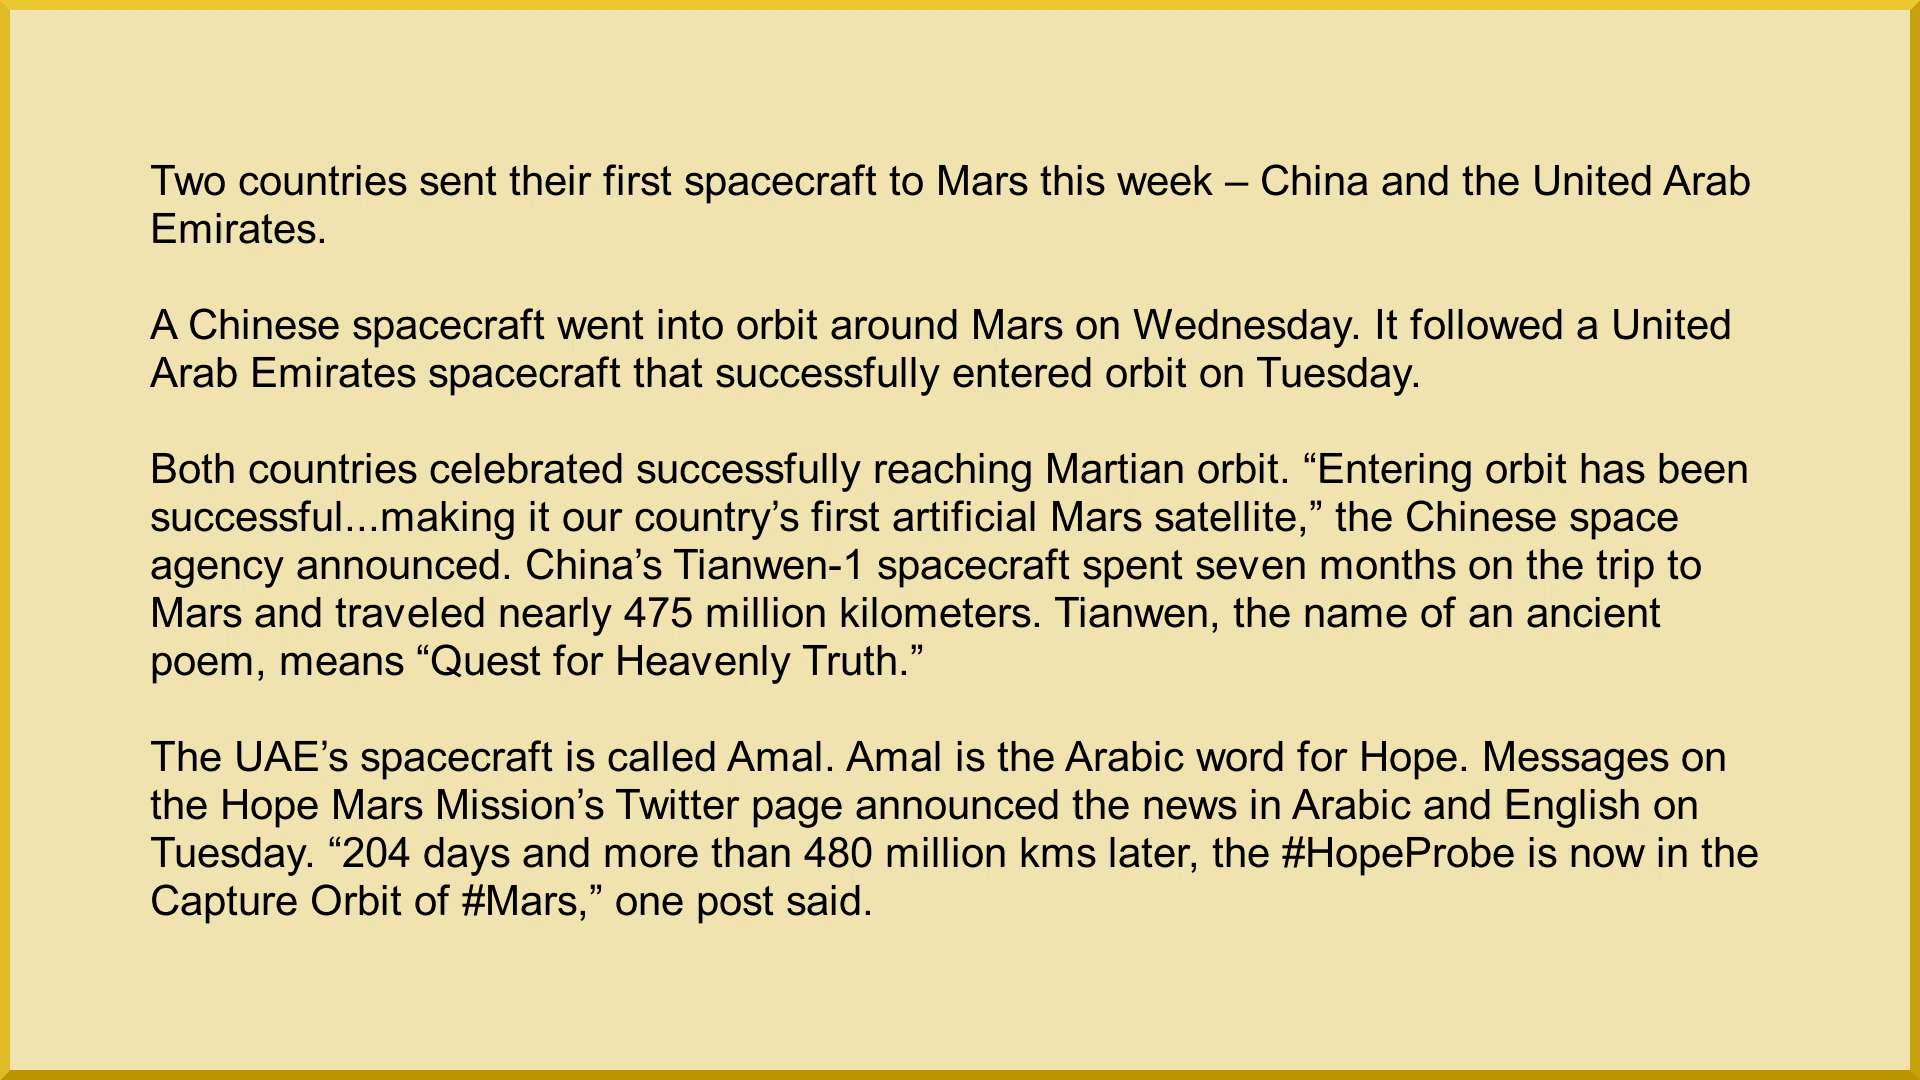 Two countries sent their first spacecraft to Mars this week – China and the United Arab
Emirates.
A Chinese spacecraft went into orbit around Mars on Wednesday. It followed a United
Arab Emirates spacecraft that successfully entered orbit on Tuesday.
Both countries celebrated successfully reaching Martian orbit. “Entering orbit has been
successful...making it our country’s first artificial Mars satellite,” the Chinese space
agency announced. China’s Tianwen-1 spacecraft spent seven months on the trip to
Mars and traveled nearly 475 million kilometers. Tianwen, the name of an ancient
poem, means “Quest for Heavenly Truth.”
The UAE’s spacecraft is called Amal. Amal is the Arabic word for Hope. Messages on
the Hope Mars Mission’s Twitter page announced the news in Arabic and English on
Tuesday. “204 days and more than 480 million kms later, the #HopeProbe is now in the
Capture Orbit of #Mars,” one post said.